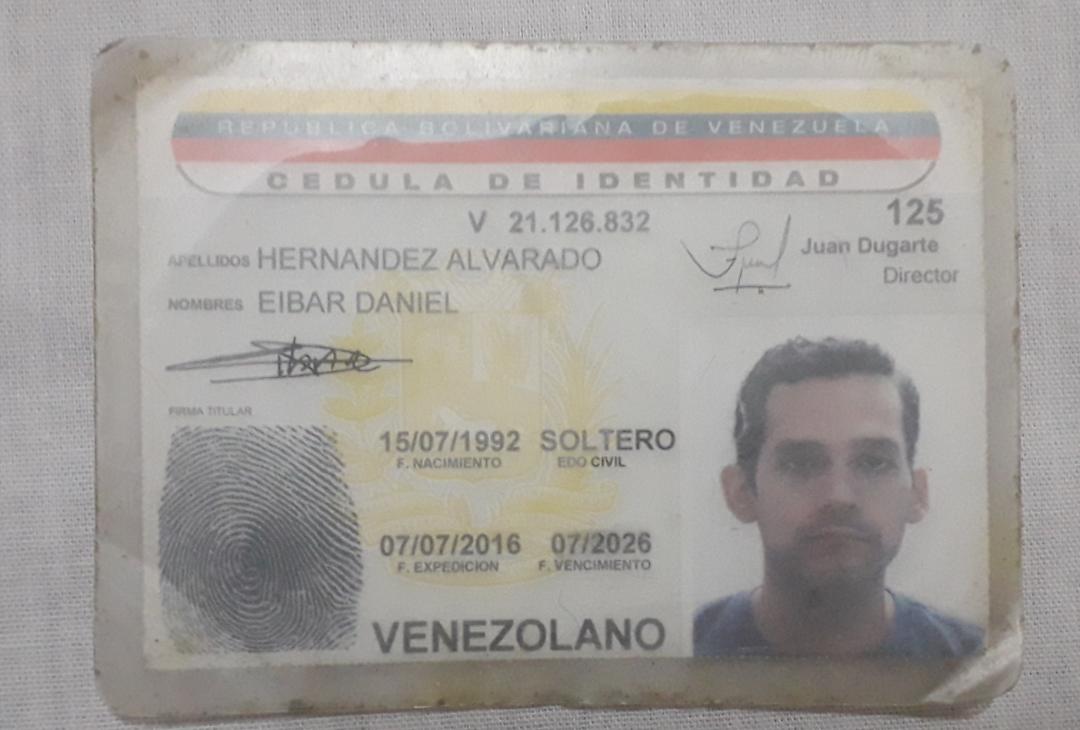 REPUBLICA BOLIVARIANA DE VENEZUELA
CEDULA DE IDENTIDAD
V 21.126.832
125
Juan Dugarte
Director
APELLIDOS HERNANDEZ ALVARADO
NOMBRES EIBAR DANIEL
FIRMA TITULAR
15/07/1992 SOLTERO
F. NACIMIENTO EDO CIVIL
07/07/2016 07/2026
F. EXPEDICION F. VENCIMIENTO
VENEZOLANO